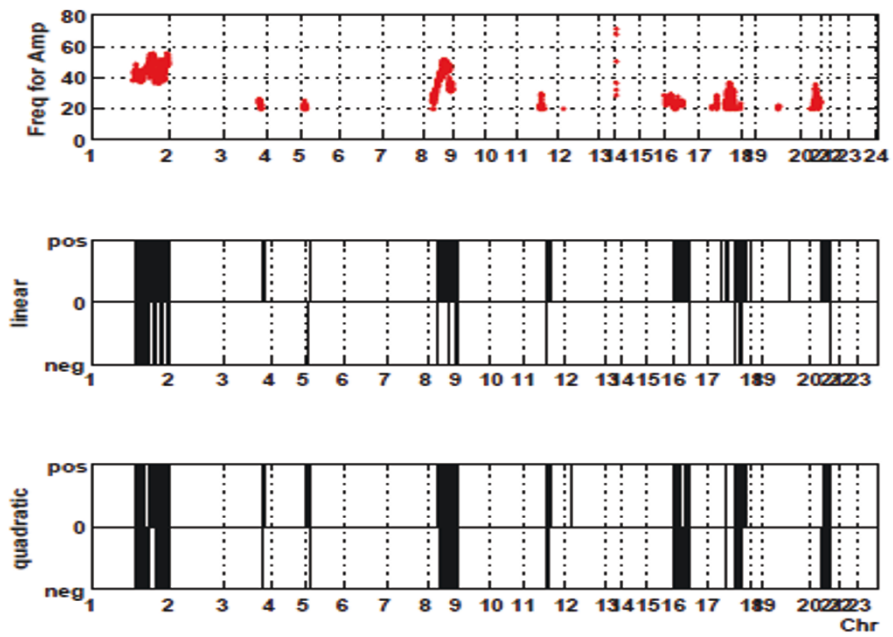 80
60
40
20
0
Freq for Amp
1 2 3 4 5 6 7 8 9 10 11 12 13 14 15 16 17 18 19 20 21 22 23 24
pos
0
neg
linear
1 2 3 4 5 6 7 8 9 10 11 12 13 14 15 16 17 18 19 20 21 22 23
pos
0
neg
quadratic
1 2 3 4 5 6 7 8 9 10 11 12 13 14 15 16 17 18 19 20 21 22 23
Chr